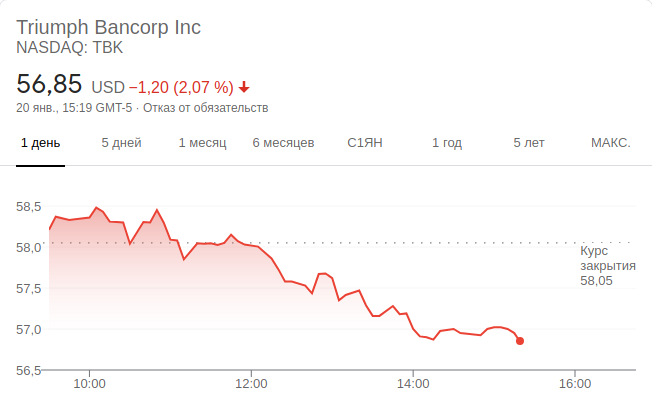 Triumph Bancorp Inc
NASDAQ: TBK
56,85 USD −1,20 (2,07 %)
20 янв., 15:19 GMT-5 · Отказ от обязательств
1 день 5 дней 1 месяц 6 месяцев С1ЯН 1 год 5 лет МАКС.
58,5
58,0
Курс
закрытия
58,05
57,5
57,0
56,5
10:00 12:00 14:00 16:00